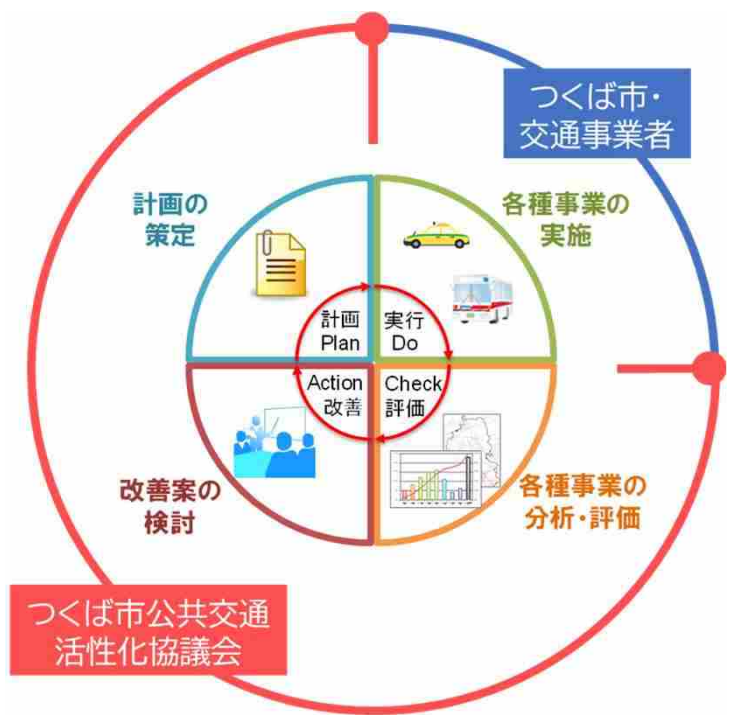 つくば市・
交通事業者
計画の
策定
各種事業の
実施
計画
Plan
実行
Do
Action
改善
Check
評価
改善案の
検討
各種事業の
分析・評価
つくば市公共交通
活性化協議会